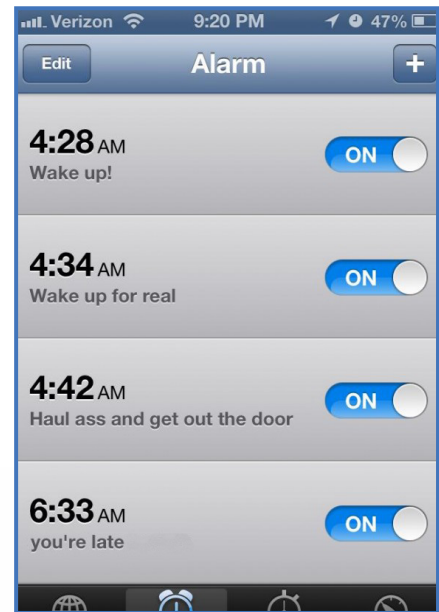 Verizon 9:20 PM 47%
Edit Alarm +
4:28 AM ON
Wake up!
4:34 AM ON
Wake up for real
4:42 AM ON
Haul ass and get out the door
6:33 AM ON
you're late